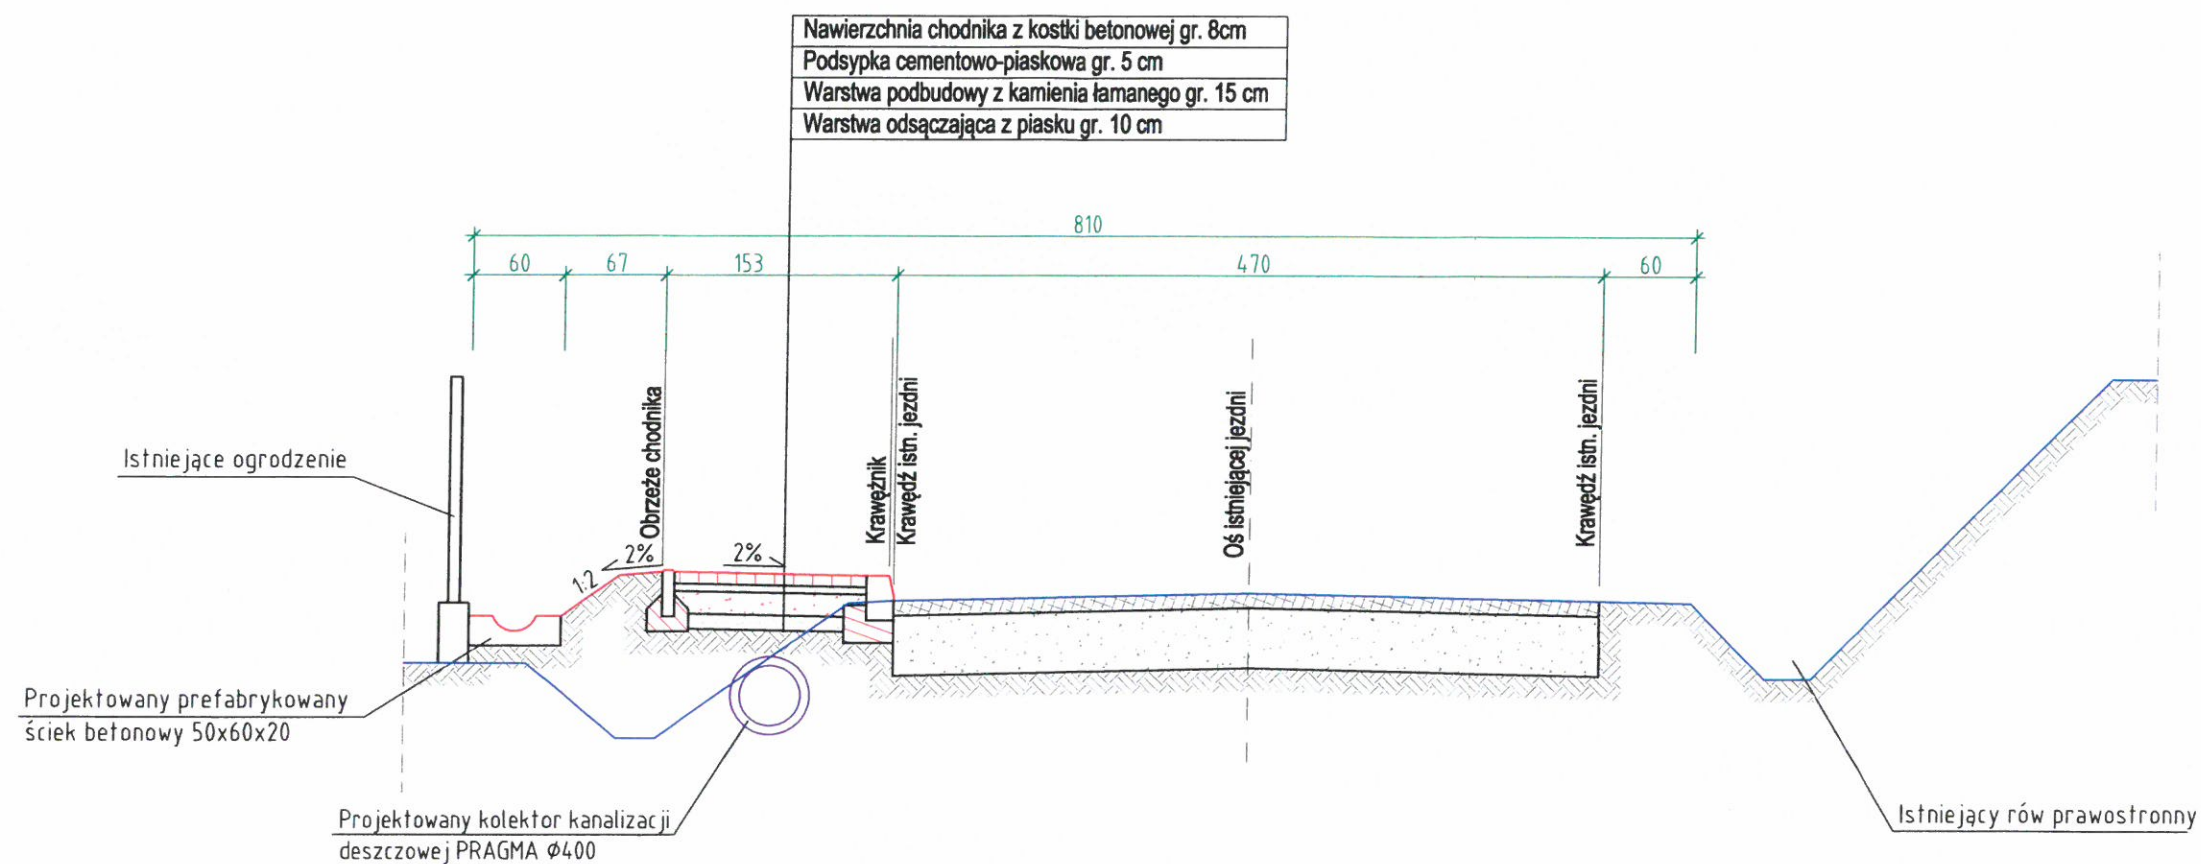 Nawierzchnia chodnika z kostki betonowej gr. 8cm
Podsypka cementowo-piaskowa gr. 5 cm
Warstwa podbudowy z kamienia łamanego gr. 15 cm
Warstwa odsączająca z piasku gr. 10 cm
810
60
67
153
470
60
Istniejące ogrodzenie
Obrzeże chodnika
Krawężnik
Krawędź istn. jezdni
Oś istniejącej jezdni
Krawędź istn. jezdni
1:2
2%
2%
Projektowany prefabrykowany
ściek betonowy 50x60x20
Projektowany kolektor kanalizacji
deszczowej PRAGMA Ø400
Istniejący rów prawostronny